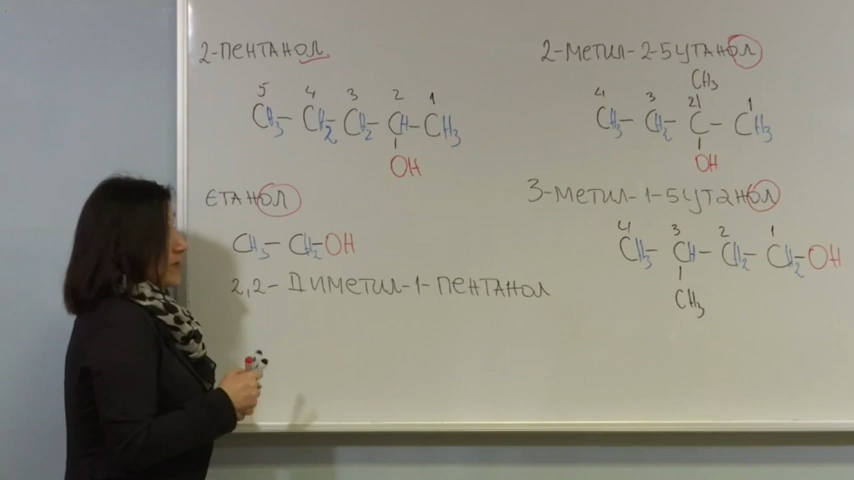 2-ПЕНТАНОЛ
5 4 3 2 1
CH3-CH2-CH2-CH-CH3
OH
ЕТАНОЛ
CH3-CH2-OH
2,2-ДИМЕТИЛ-1-ПЕНТАНОЛ
2-МЕТИЛ-2-БУТАНОЛ
CH3
4 3 2 1
CH3-CH2-C-CH3
OH
3-МЕТИЛ-1-БУТАНОЛ
4 3 2 1
CH3-CH-CH2-CH2-OH
CH3